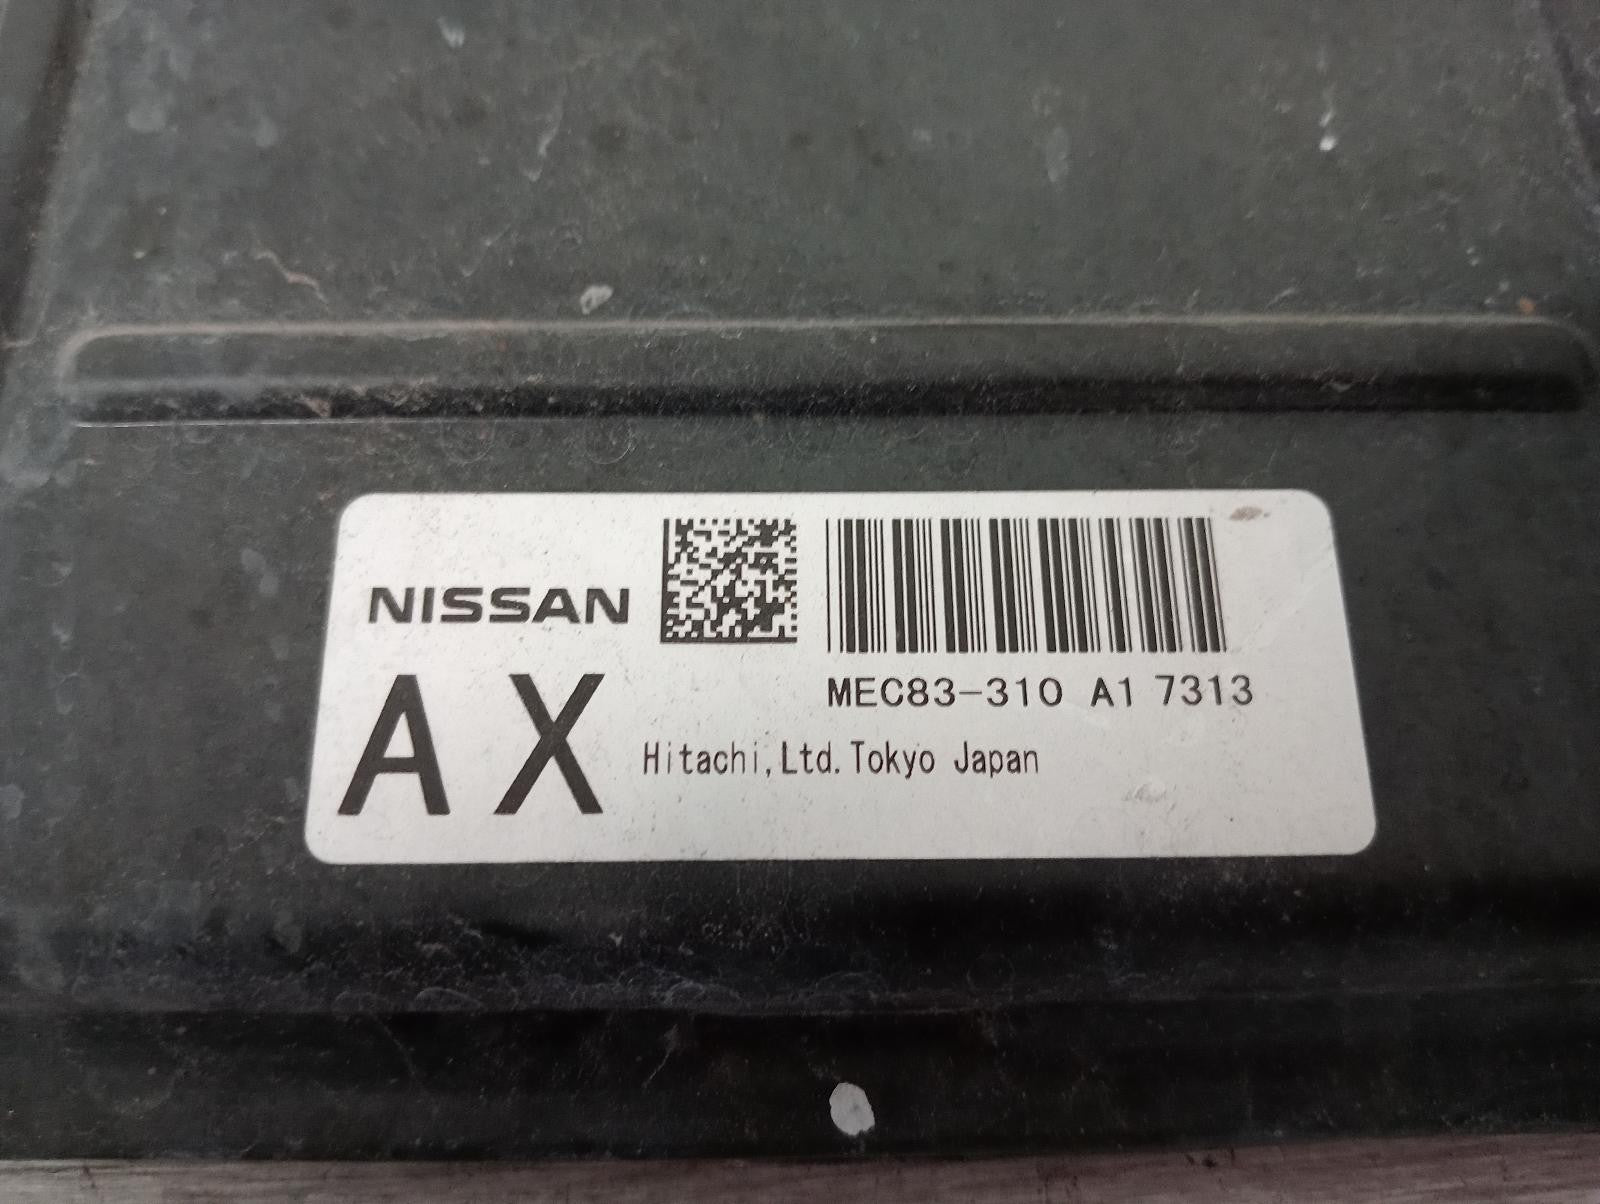 NISSAN
MEC83-310 A1 7313
AX
Hitachi,Ltd.Tokyo Japan